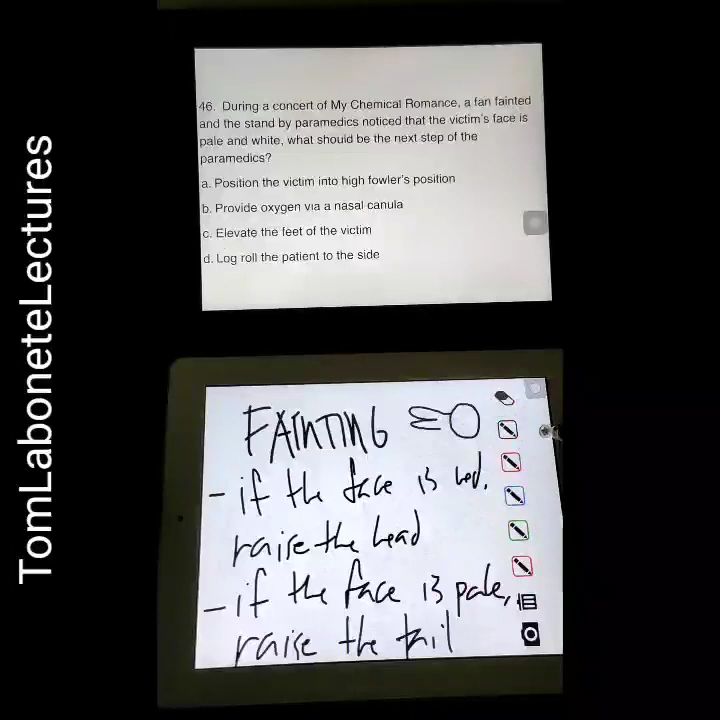 TomLaboneteLectures
46. During a concert of My Chemical Romance, a fan fainted
and the stand by paramedics noticed that the victim's face is
pale and white, what should be the next step of the
paramedics?
a. Position the victim into high fowler's position
b. Provide oxygen via a nasal canula
c. Elevate the feet of the victim
d. Log roll the patient to the side
FAINTING
- if the face is red,
raise the head
- if the face is pale,
raise the tail